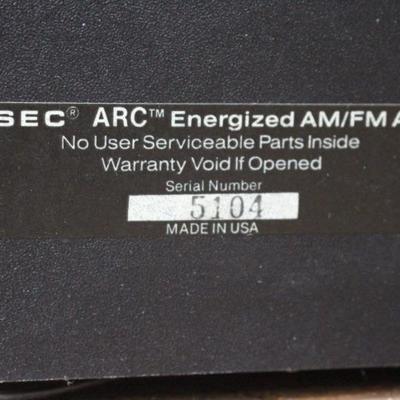 SEC® ARC™ Energized AM/FM A
No User Serviceable Parts Inside
Warranty Void If Opened
Serial Number
5104
MADE IN USA